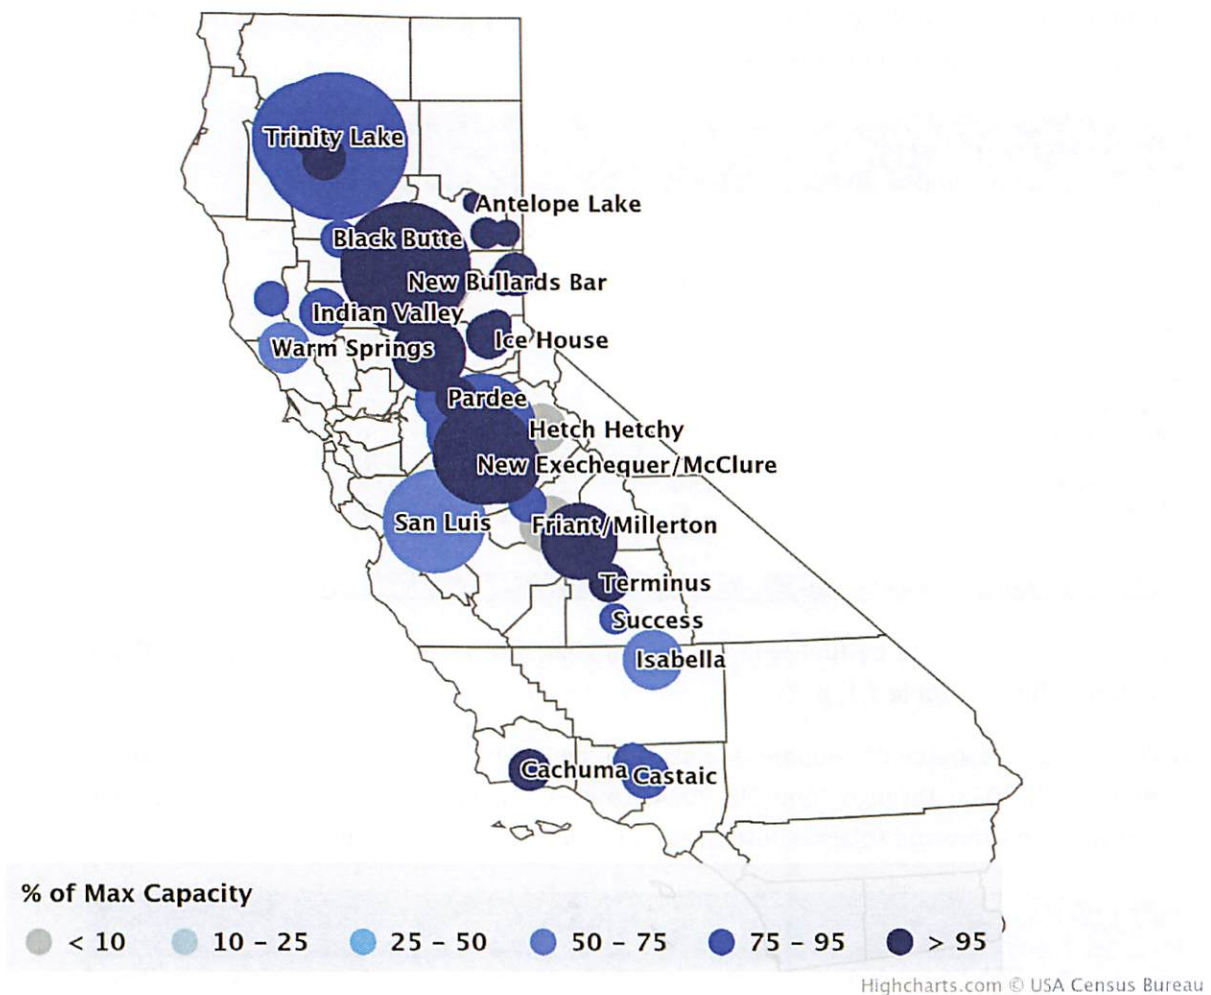 Trinity Lake
Antelope Lake
Black Butte
New Bullards Bar
Indian Valley
Ice House
Warm Springs
Pardee
Hetch Hetchy
New Exechequer/McClure
San Luis
Friant/Millerton
Terminus
Success
Isabella
Cachuma
Castaic
% of Max Capacity
< 10
10 – 25
25 – 50
50 – 75
75 – 95
> 95
Highcharts.com © USA Census Bureau